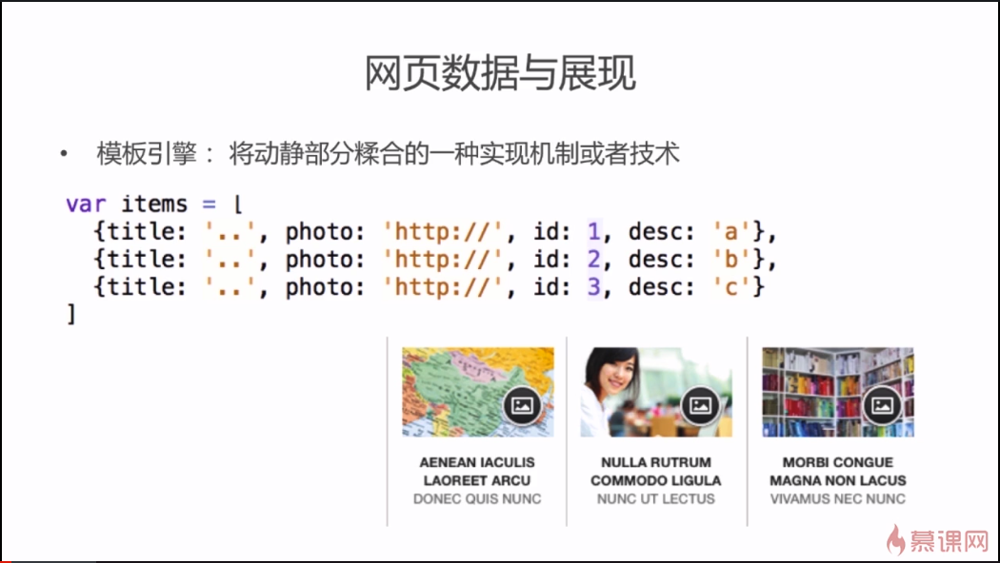 网页数据与展现
• 模板引擎： 将动静部分糅合的一种实现机制或者技术
var items = [
{title: '..', photo: 'http://', id: 1, desc: 'a'},
{title: '..', photo: 'http://', id: 2, desc: 'b'},
{title: '..', photo: 'http://', id: 3, desc: 'c'}
]
AENEAN IACULIS
LAOREET ARCU
DONEC QUIS NUNC
NULLA RUTRUM
COMMODO LIGULA
NUNC UT LECTUS
MORBI CONGUE
MAGNA NON LACUS
VIVAMUS NEC NUNC
慕课网